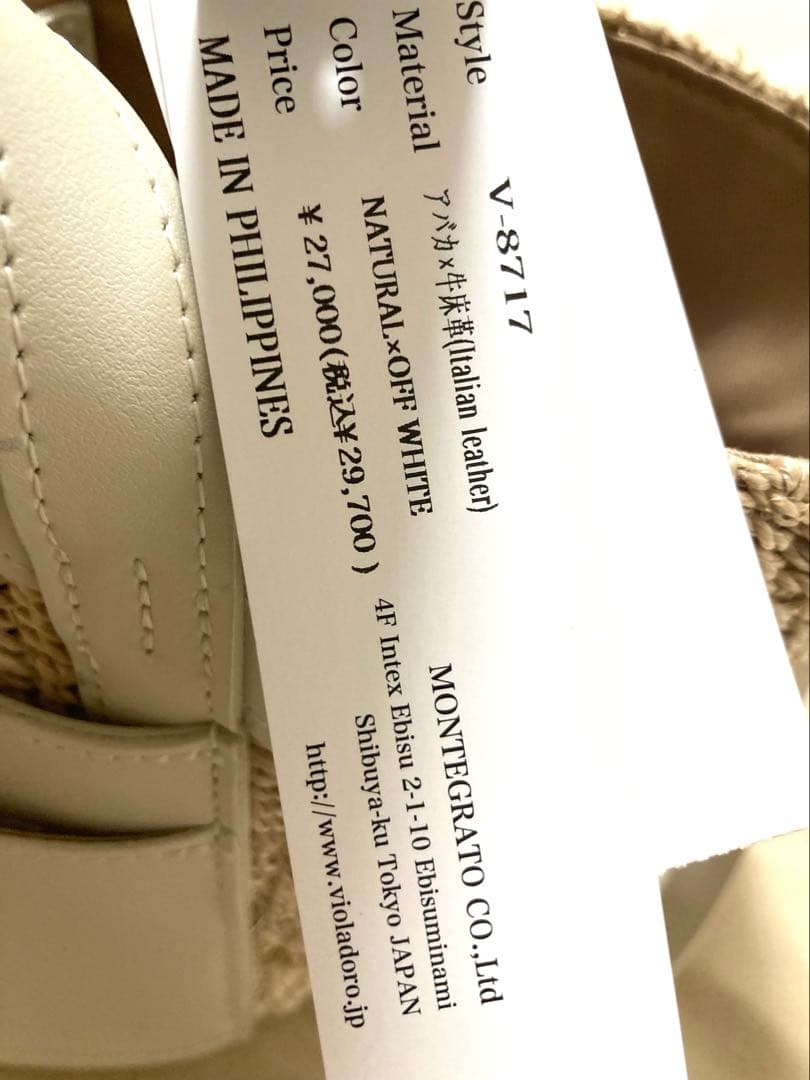 Style V-8717
Material アバカ×牛床革(Italian leather)
Color NATURAL×OFF WHITE
Price ¥27,000(税込¥29,700)
MADE IN PHILIPPINES
MONTEGRATO CO.,Ltd
4F Intex Ebisu 2-1-10 Ebisuminami
Shibuya-ku Tokyo JAPAN
http://www.violadoro.jp